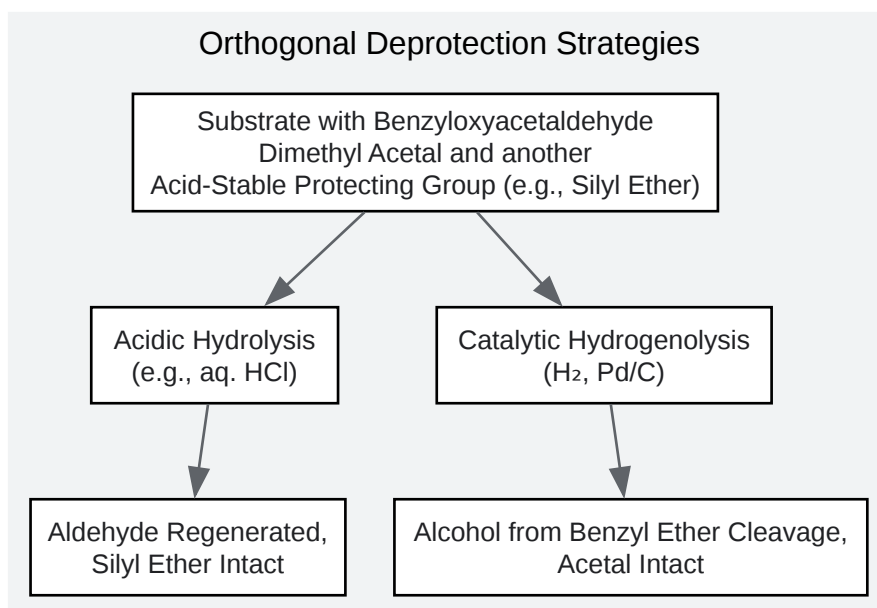 Orthogonal Deprotection Strategies
Substrate with Benzyloxyacetaldehyde
Dimethyl Acetal and another
Acid-Stable Protecting Group (e.g., Silyl Ether)
Acidic Hydrolysis
(e.g., aq. HCl)
Catalytic Hydrogenolysis
(H₂, Pd/C)
Aldehyde Regenerated,
Silyl Ether Intact
Alcohol from Benzyl Ether Cleavage,
Acetal Intact